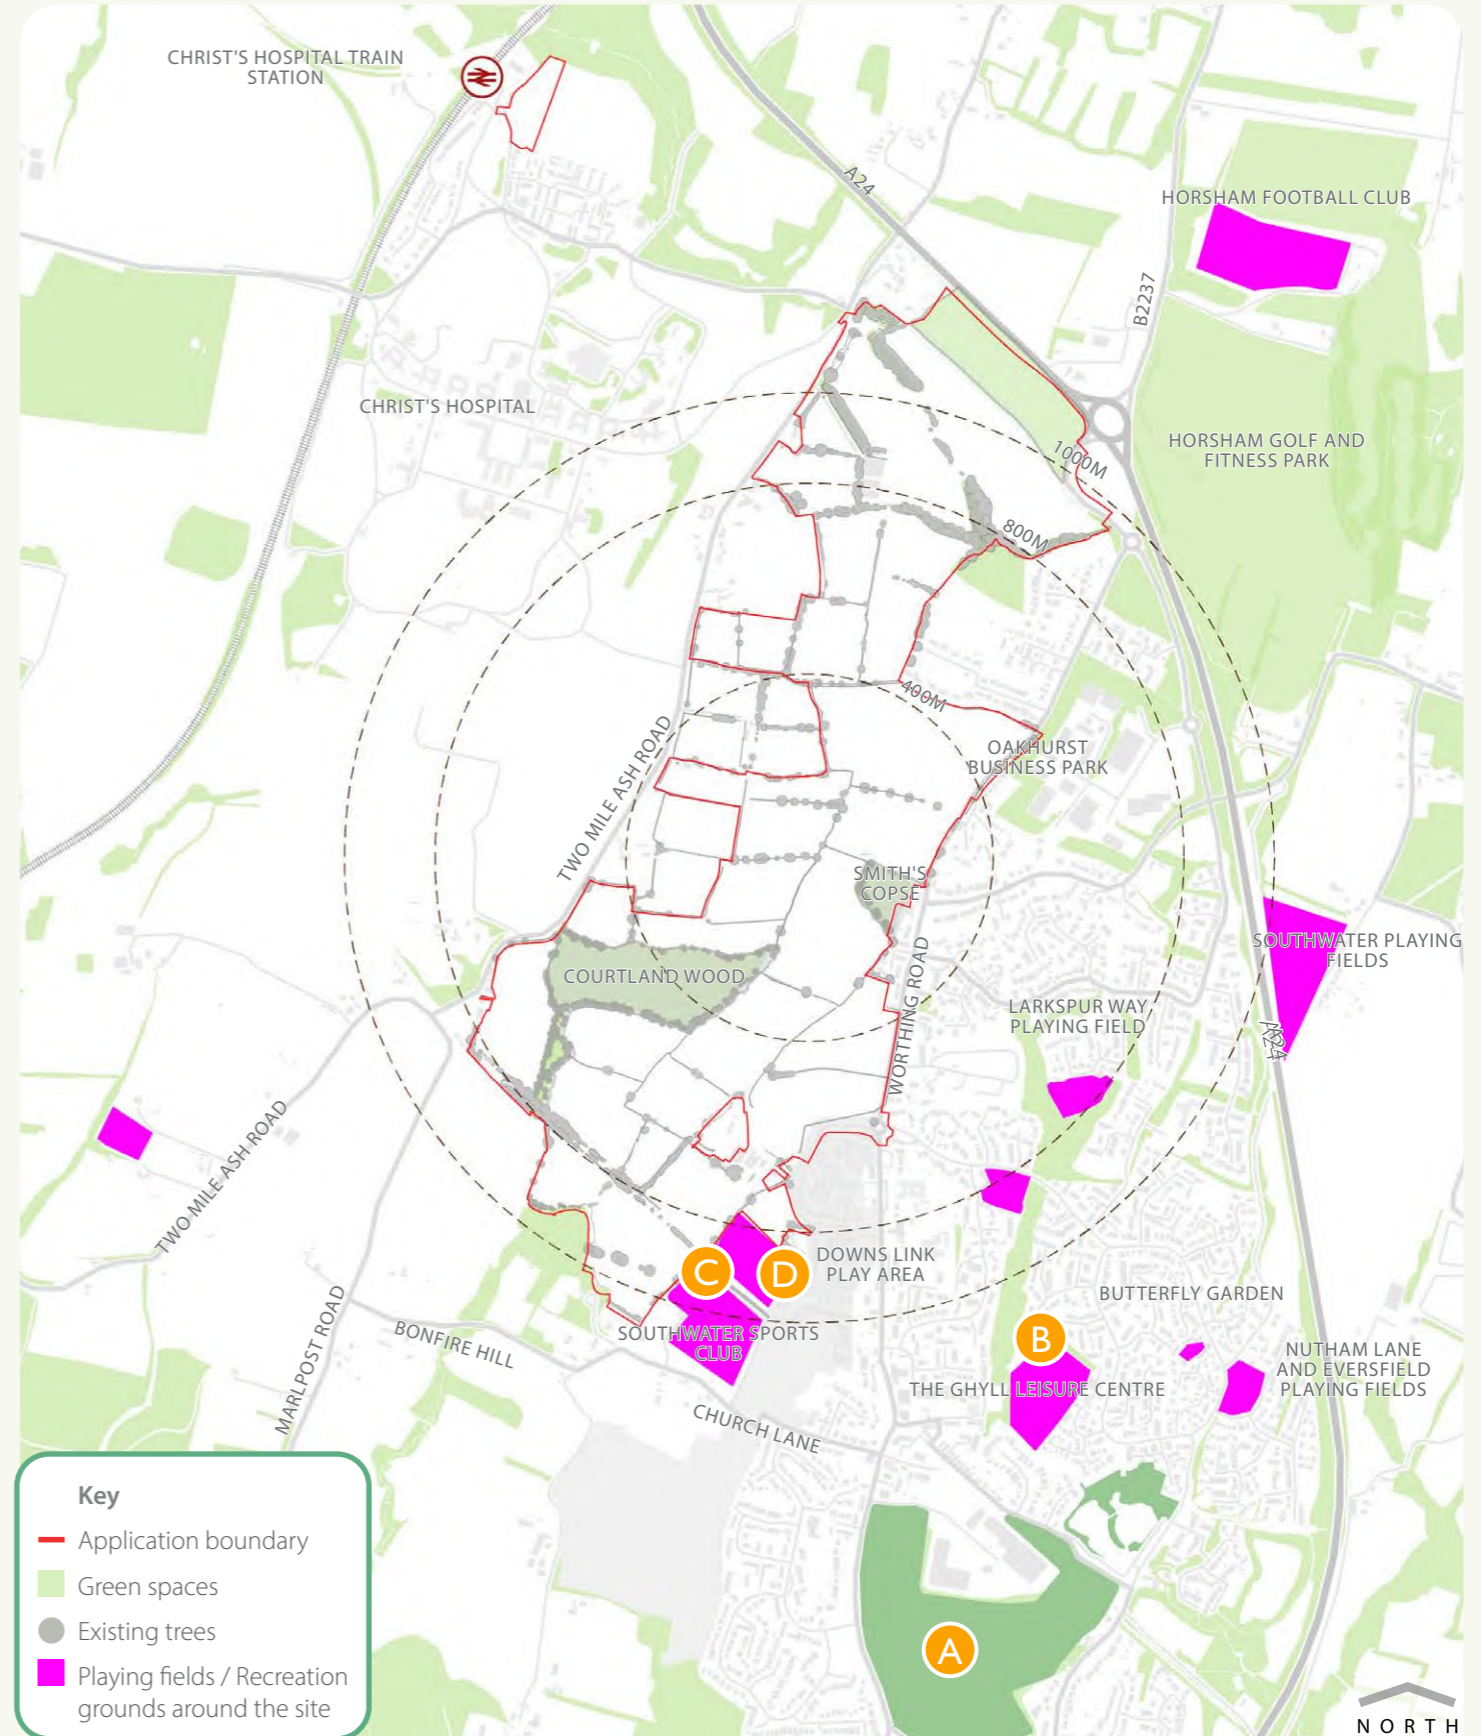 CHRIST'S HOSPITAL TRAIN
STATION
A24
HORSHAM FOOTBALL CLUB
B2237
CHRIST'S HOSPITAL
HORSHAM GOLF AND
FITNESS PARK
1000M
800M
400M
TWO MILE ASH ROAD
OAKHURST
BUSINESS PARK
SMITH'S
COPSE
SOUTHWATER PLAYING
FIELDS
COURTLAND WOOD
WORTHING ROAD
LARKSPUR WAY
PLAYING FIELD
A24
TWO MILE ASH ROAD
C
D
DOWNS LINK
PLAY AREA
BUTTERFLY GARDEN
MARLPOST ROAD
BONFIRE HILL
SOUTHWATER SPORTS
CLUB
B
NUTHAM LANE
AND EVERSFIELD
PLAYING FIELDS
THE GHYLL LEISURE CENTRE
CHURCH LANE
A
Key
Application boundary
Green spaces
Existing trees
Playing fields / Recreation
grounds around the site
NORTH